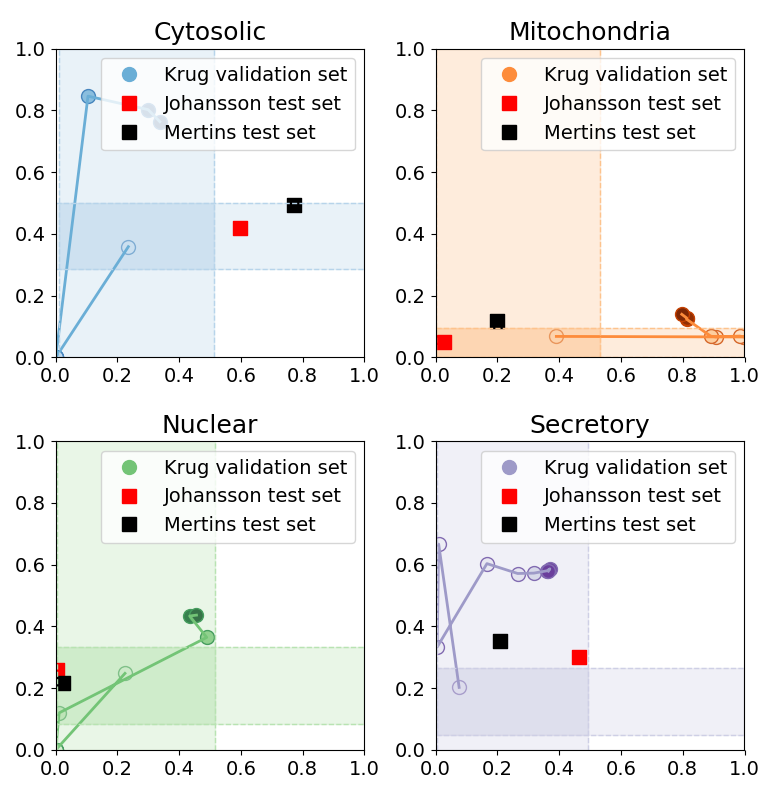 Cytosolic
1.0
0.8
0.6
0.4
0.2
0.0
0.0 0.2 0.4 0.6 0.8 1.0
Krug validation set
Johansson test set
Mertins test set
Mitochondria
1.0
0.8
0.6
0.4
0.2
0.0
0.0 0.2 0.4 0.6 0.8 1.0
Krug validation set
Johansson test set
Mertins test set
Nuclear
1.0
0.8
0.6
0.4
0.2
0.0
0.0 0.2 0.4 0.6 0.8 1.0
Krug validation set
Johansson test set
Mertins test set
Secretory
1.0
0.8
0.6
0.4
0.2
0.0
0.0 0.2 0.4 0.6 0.8 1.0
Krug validation set
Johansson test set
Mertins test set